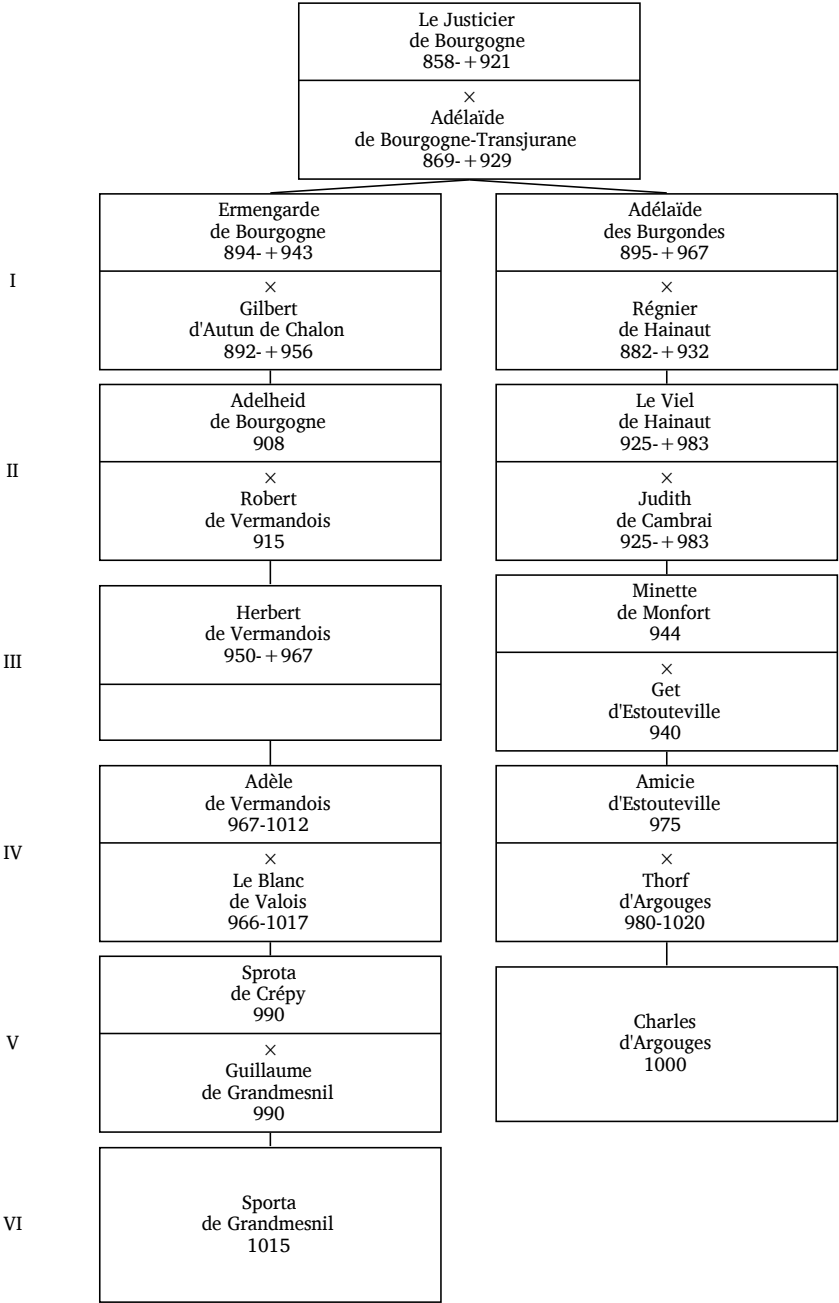 Le Justicier
de Bourgogne
858-+921
×
Adélaïde
de Bourgogne-Transjurane
869-+929
I
Ermengarde
de Bourgogne
894-+943
×
Gilbert
d'Autun de Chalon
892-+956
Adélaïde
des Burgondes
895-+967
×
Régnier
de Hainaut
882-+932
II
Adelheid
de Bourgogne
908
×
Robert
de Vermandois
915
Le Viel
de Hainaut
925-+983
×
Judith
de Cambrai
925-+983
III
Herbert
de Vermandois
950-+967
Minette
de Monfort
944
×
Get
d'Estouteville
940
IV
Adèle
de Vermandois
967-1012
×
Le Blanc
de Valois
966-1017
Amicie
d'Estouteville
975
×
Thorf
d'Argouges
980-1020
V
Sprota
de Crépy
990
×
Guillaume
de Grandmesnil
990
Charles
d'Argouges
1000
VI
Sporta
de Grandmesnil
1015